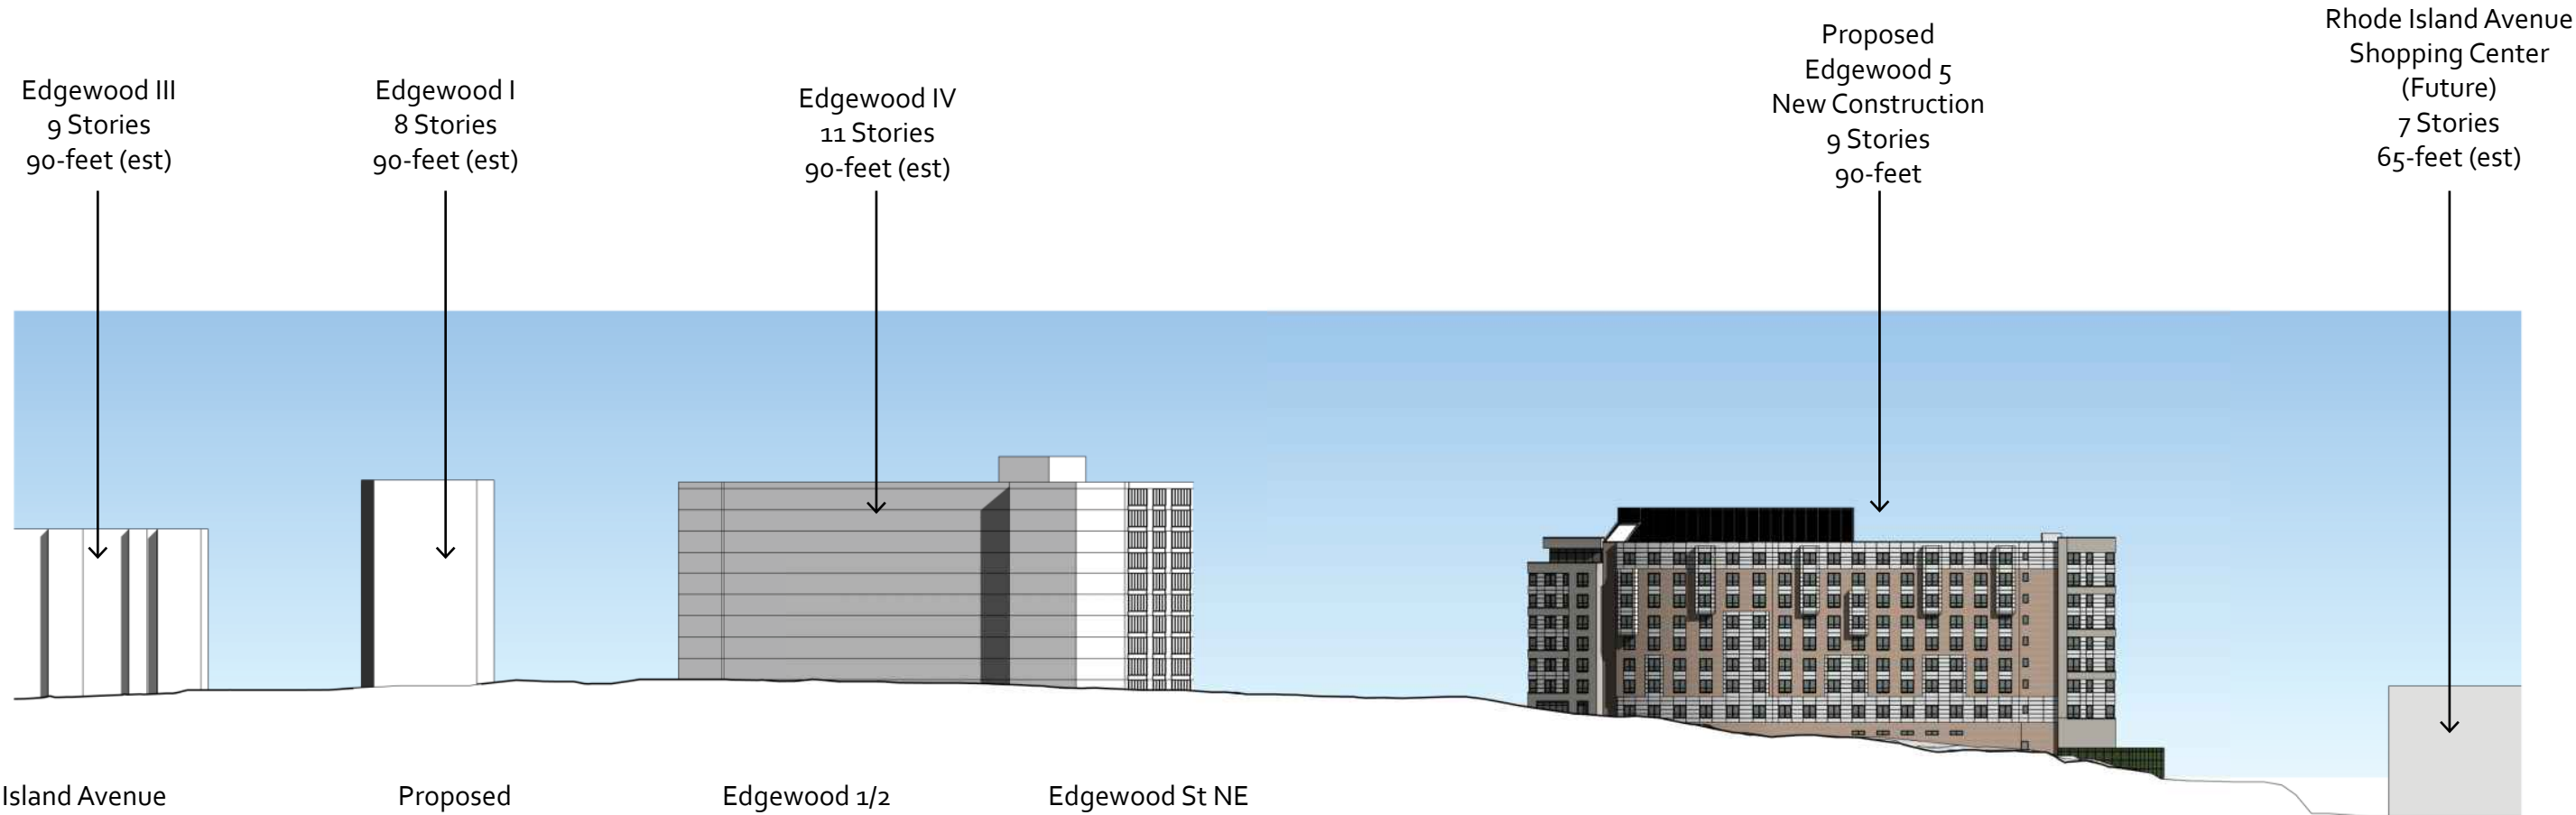 Edgewood III
9 Stories
90-feet (est)
Edgewood I
8 Stories
90-feet (est)
Edgewood IV
11 Stories
90-feet (est)
Proposed
Edgewood 5
New Construction
9 Stories
90-feet
Rhode Island Avenue
Shopping Center
(Future)
7 Stories
65-feet (est)
Island Avenue
Proposed
Edgewood 1/2
Edgewood St NE